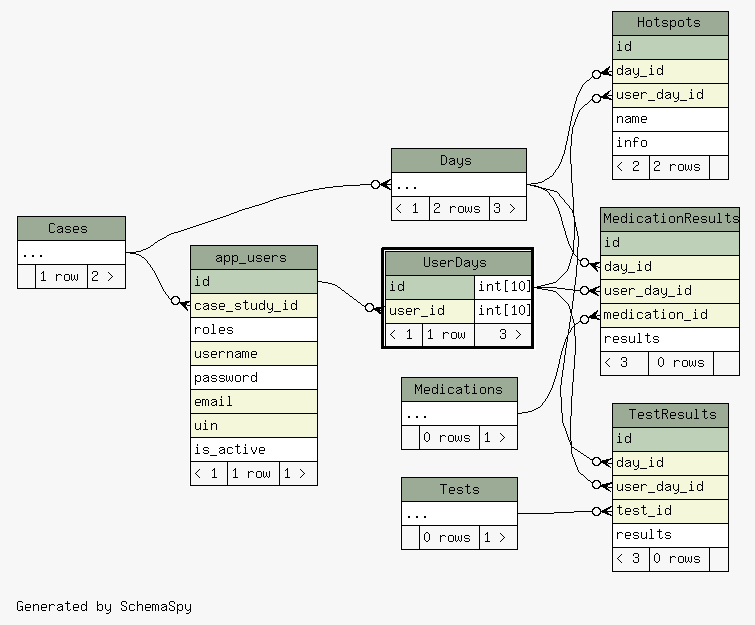 Hotspots
id
day_id
user_day_id
name
info
< 2 2 rows
Days
...
< 1 2 rows 3 >
Cases
...
1 row 2 >
app_users
id
case_study_id
roles
username
password
email
uin
is_active
< 1 1 row 1 >
UserDays
id int[10]
user_id int[10]
< 1 1 row 3 >
MedicationResults
id
day_id
user_day_id
medication_id
results
< 3 0 rows
Medications
...
0 rows 1 >
Tests
...
0 rows 1 >
TestResults
id
day_id
user_day_id
test_id
results
< 3 0 rows
Generated by SchemaSpy